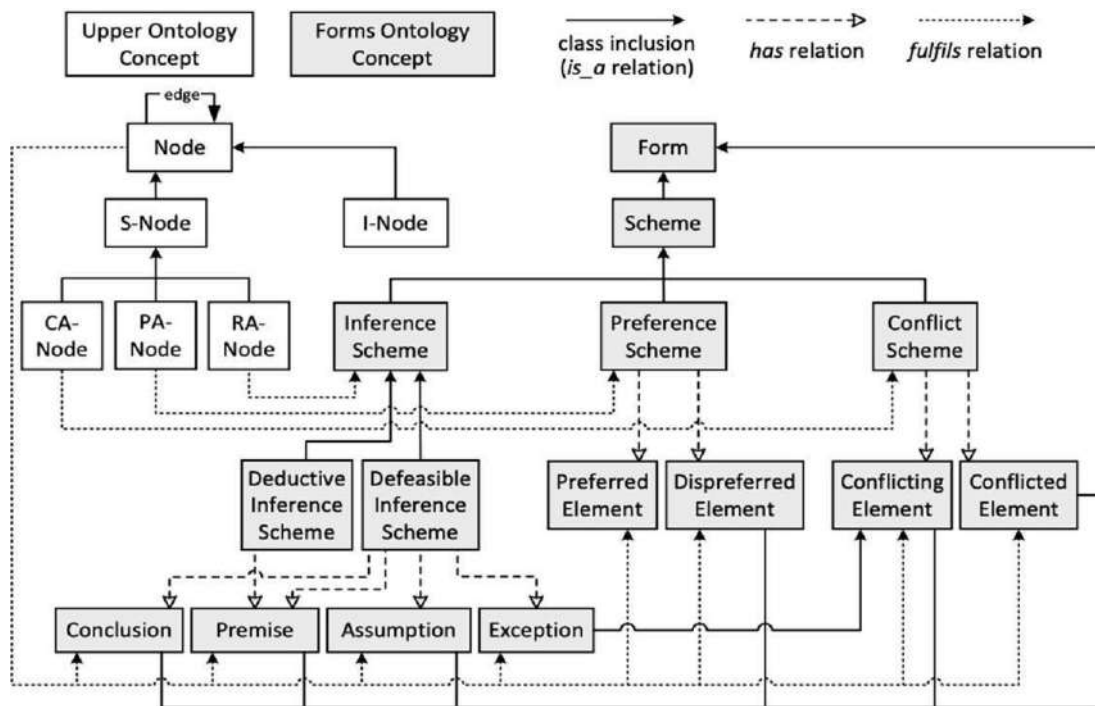 Upper Ontology
Concept
Forms Ontology
Concept
class inclusion
(is_a relation)
has relation
fulfils relation
edge
Node
Form
S-Node
I-Node
Scheme
CA-
Node
PA-
Node
RA-
Node
Inference
Scheme
Preference
Scheme
Conflict
Scheme
Deductive
Inference
Scheme
Defeasible
Inference
Scheme
Preferred
Element
Dispreferred
Element
Conflicting
Element
Conflicted
Element
Conclusion
Premise
Assumption
Exception